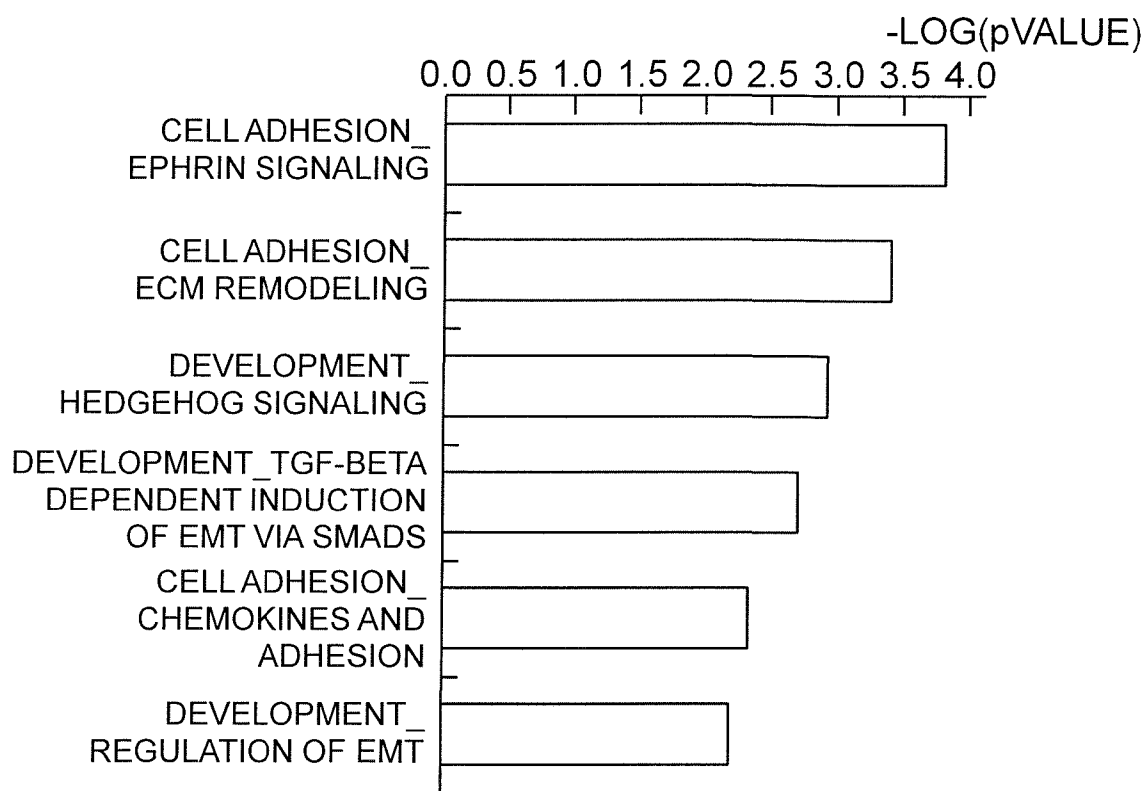 -LOG(pVALUE)
0.0 0.5 1.0 1.5 2.0 2.5 3.0 3.5 4.0
CELL ADHESION_
EPHRIN SIGNALING
CELL ADHESION_
ECM REMODELING
DEVELOPMENT_
HEDGEHOG SIGNALING
DEVELOPMENT_TGF-BETA
DEPENDENT INDUCTION
OF EMT VIA SMADS
CELL ADHESION_
CHEMOKINES AND
ADHESION
DEVELOPMENT_
REGULATION OF EMT